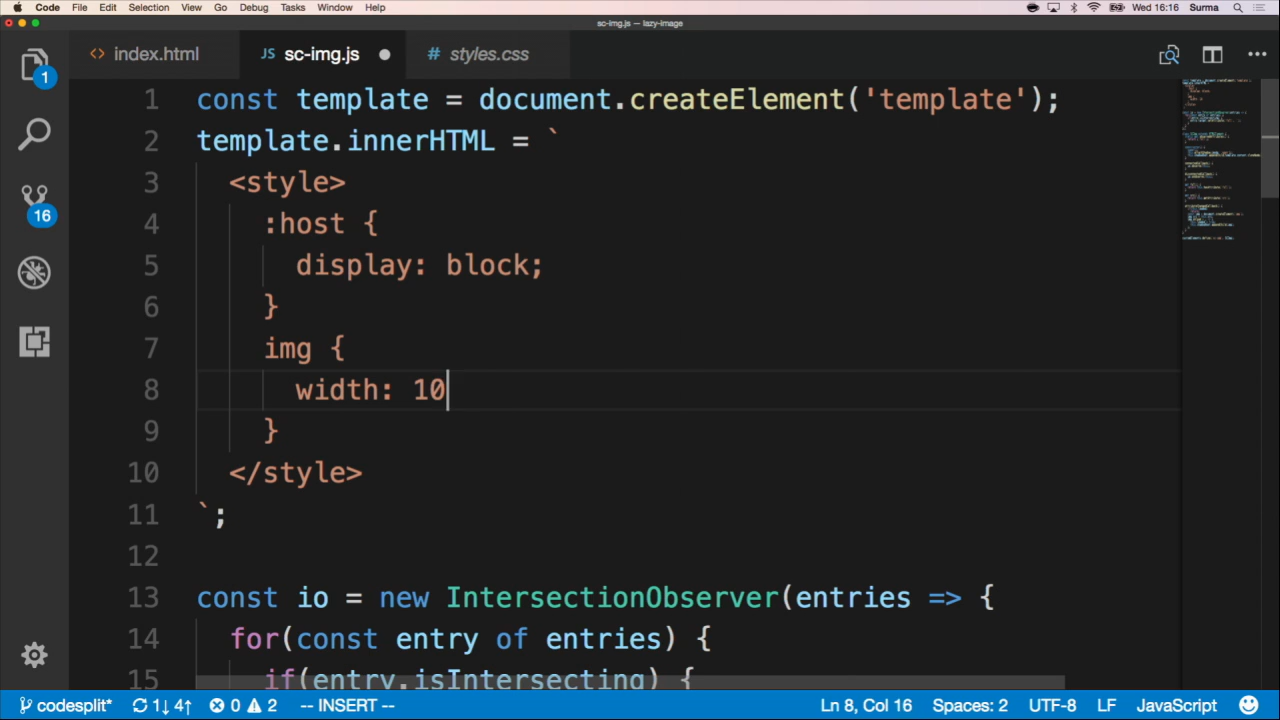 Code File Edit Selection View Go Debug Tasks Window Help Wed 16:16 Surma
sc-img.js — lazy-image
index.html JS sc-img.js # styles.css
1 const template = document.createElement('template');
2 template.innerHTML = `
3 <style>
4 :host {
5 display: block;
6 }
7 img {
8 width: 10
9 }
10 </style>
11 `;
12
13 const io = new IntersectionObserver(entries => {
14 for(const entry of entries) {
15 if(entry.isIntersecting) {
1
16
codesplit* 1↓ 4↑ 0 2 -- INSERT -- Ln 8, Col 16 Spaces: 2 UTF-8 LF JavaScript